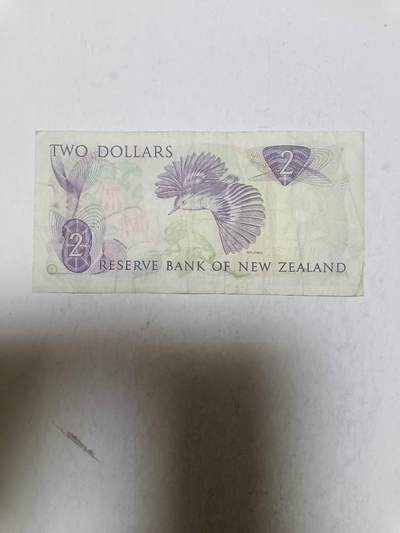 TWO DOLLARS
2
2
RESERVE BANK OF NEW ZEALAND